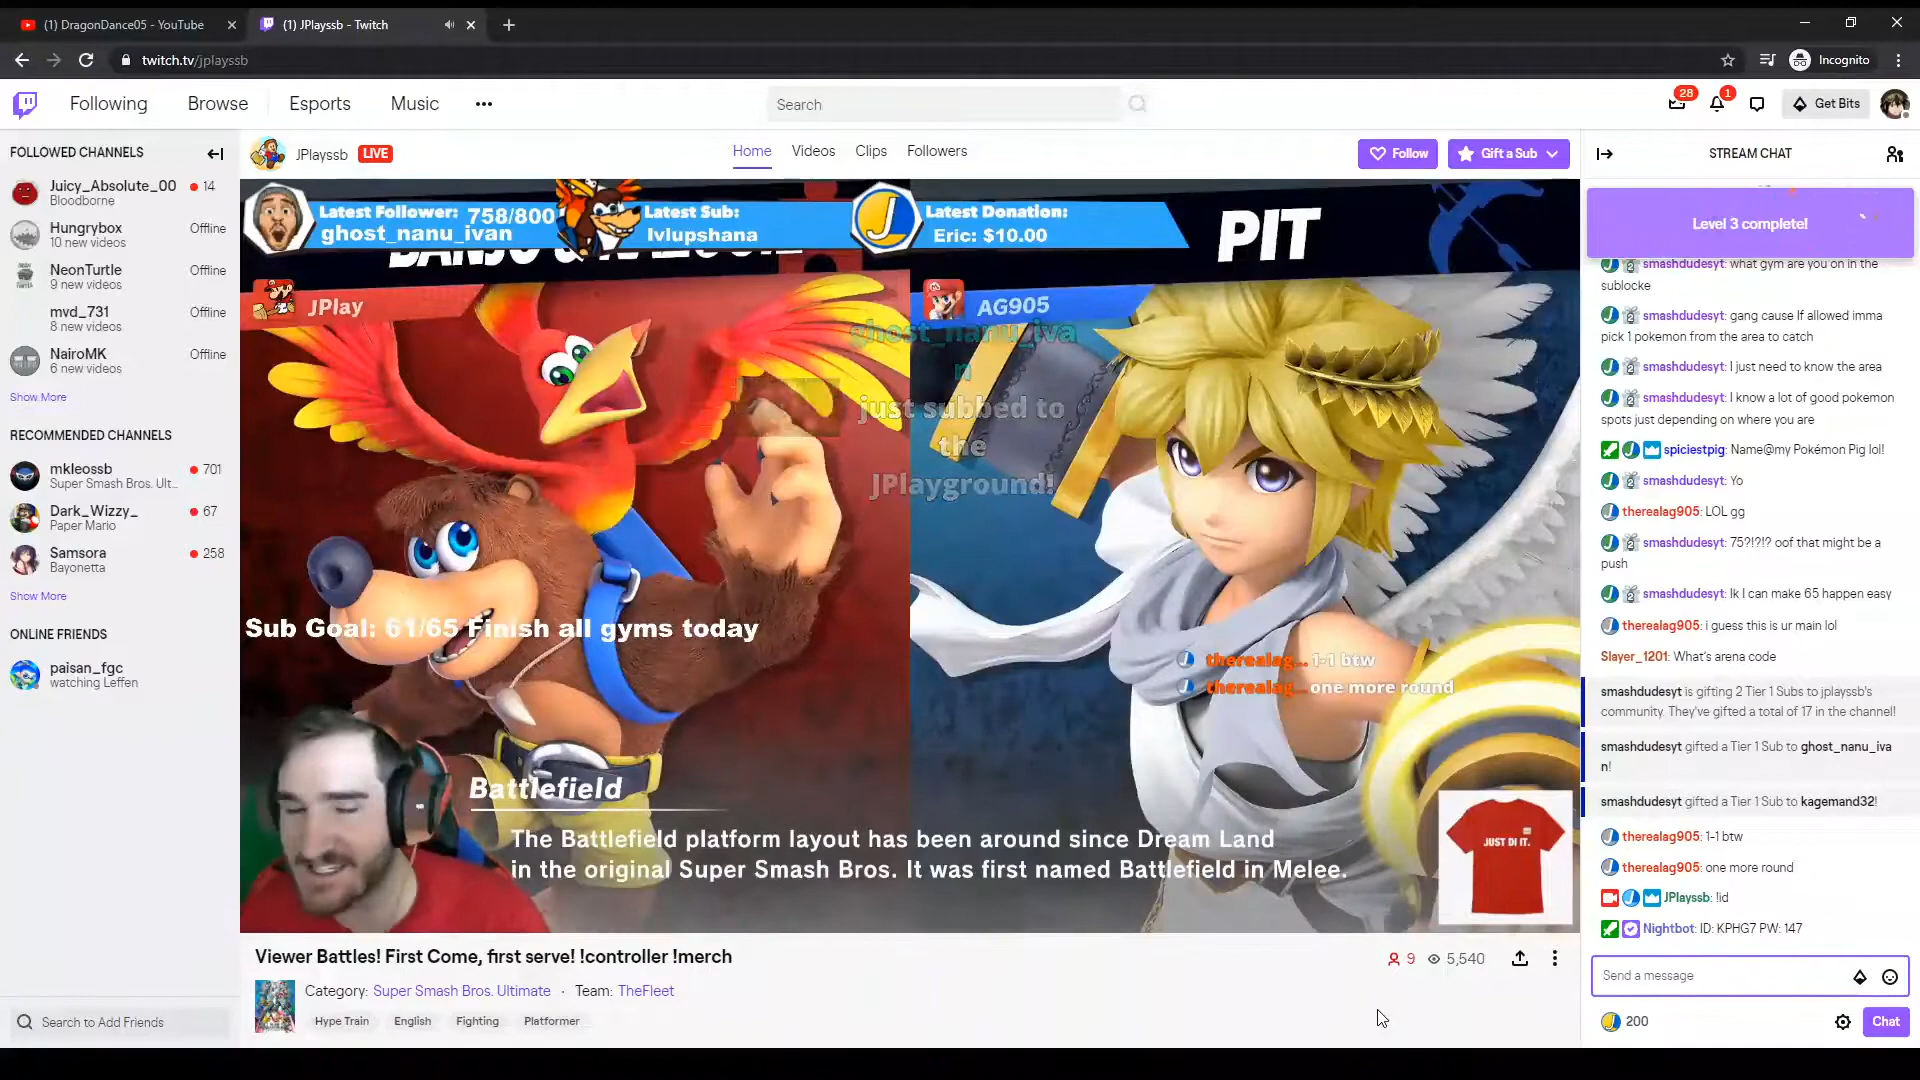 (1) DragonDance05 - YouTube
(1) JPlayssb - Twitch
twitch.tv/jplayssb
Incognito
Following
Browse
Esports
Music
Search
28
1
Get Bits
FOLLOWED CHANNELS
Juicy_Absolute_00
14
Bloodborne
Hungrybox
Offline
10 new videos
NeonTurtle
Offline
9 new videos
mvd_731
Offline
8 new videos
NairoMK
Offline
6 new videos
Show More
RECOMMENDED CHANNELS
mkleossb
701
Super Smash Bros. Ult...
Dark_Wizzy_
67
Paper Mario
Samsora
258
Bayonetta
Show More
ONLINE FRIENDS
paisan_fgc
watching Leffen
Search to Add Friends
JPlayssb LIVE
Home
Videos
Clips
Followers
Follow
Gift a Sub
Latest Follower: 758/800
ghost_nanu_ivan
Latest Sub:
lvlupshana
Latest Donation:
Eric: $10.00
PIT
JPlay
AG905
ghost_nanu_iva
n
just subbed to
the
JPlayground!
Sub Goal: 61/65 Finish all gyms today
therealag... 1-1 btw
therealag... one more round
Battlefield
The Battlefield platform layout has been around since Dream Land
in the original Super Smash Bros. It was first named Battlefield in Melee.
JUST DI IT.
Viewer Battles! First Come, first serve! !controller !merch
9
5,540
Category: Super Smash Bros. Ultimate · Team: TheFleet
Hype Train
English
Fighting
Platformer
STREAM CHAT
Level 3 complete!
smashdudesyt: what gym are you on in the
sublocke
smashdudesyt: gang cause If allowed imma
pick 1 pokemon from the area to catch
smashdudesyt: I just need to know the area
smashdudesyt: I know a lot of good pokemon
spots just depending on where you are
spiciestpig: Name@my Pokémon Pig lol!
smashdudesyt: Yo
therealag905: LOL gg
smashdudesyt: 75?!?!? oof that might be a
push
smashdudesyt: Ik I can make 65 happen easy
therealag905: i guess this is ur main lol
Slayer_1201: What's arena code
smashdudesyt is gifting 2 Tier 1 Subs to jplayssb's
community. They've gifted a total of 17 in the channel!
smashdudesyt gifted a Tier 1 Sub to ghost_nanu_iva
n!
smashdudesyt gifted a Tier 1 Sub to kagemand32!
therealag905: 1-1 btw
therealag905: one more round
JPlayssb: !id
Nightbot: ID: KPHG7 PW: 147
Send a message
200
Chat